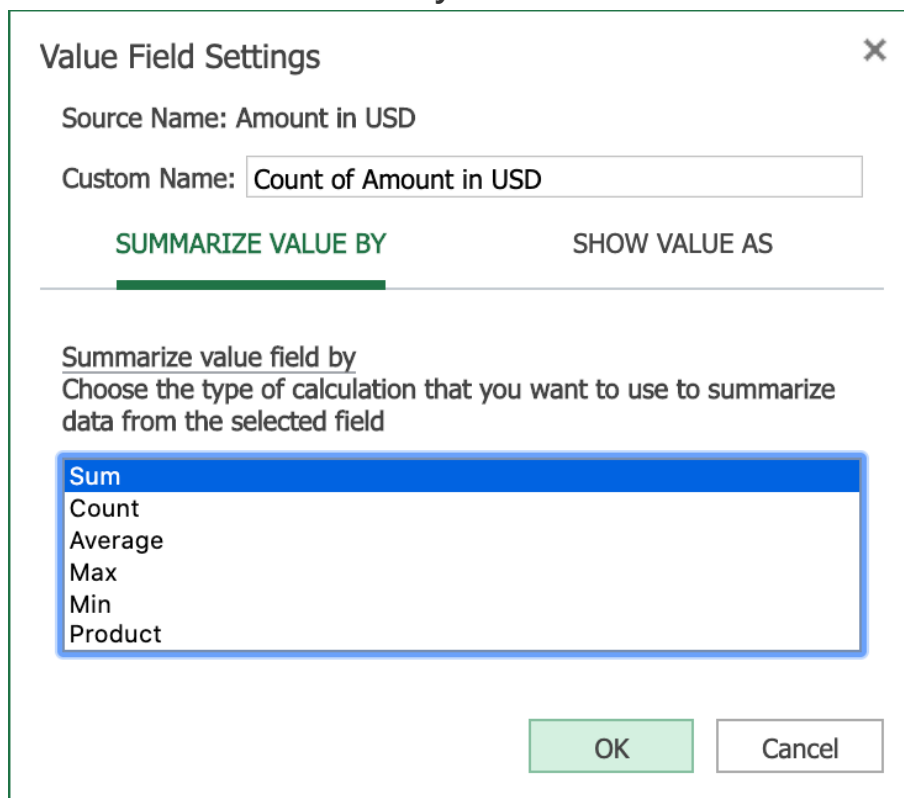 Value Field Settings
Source Name: Amount in USD
Custom Name: Count of Amount in USD
SUMMARIZE VALUE BY SHOW VALUE AS
Summarize value field by
Choose the type of calculation that you want to use to summarize
data from the selected field
Sum
Count
Average
Max
Min
Product
OK Cancel